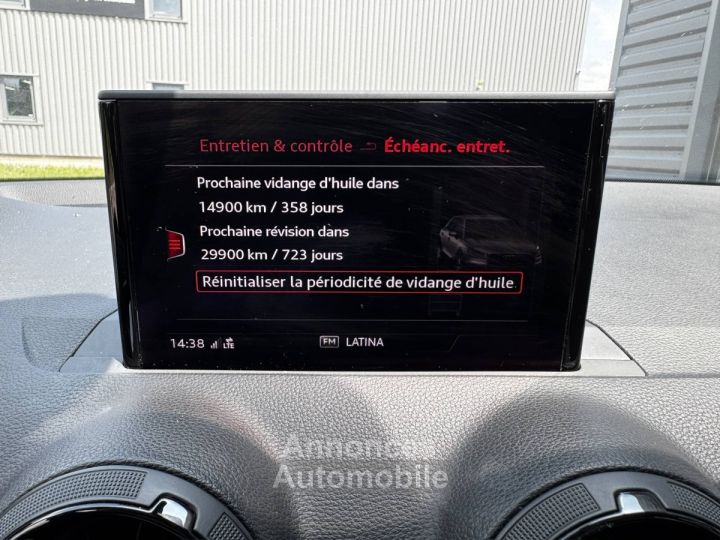 Entretien & contrôle Échéanc. entret.
Prochaine vidange d'huile dans
14900 km / 358 jours
Prochaine révision dans
29900 km / 723 jours
Réinitialiser la périodicité de vidange d'huile
14:38 LTE FM LATINA
Annonces
Automobile